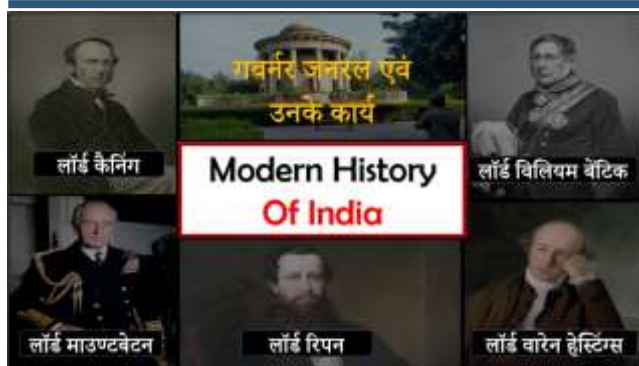 गवर्नर जनरल एवं
उनके कार्य
लॉर्ड कैनिंग
Modern History
Of India
लॉर्ड विलियम बेंटिक
लॉर्ड माउण्टबेटन
लॉर्ड रिपन
लॉर्ड वारेन हेस्टिंग्स